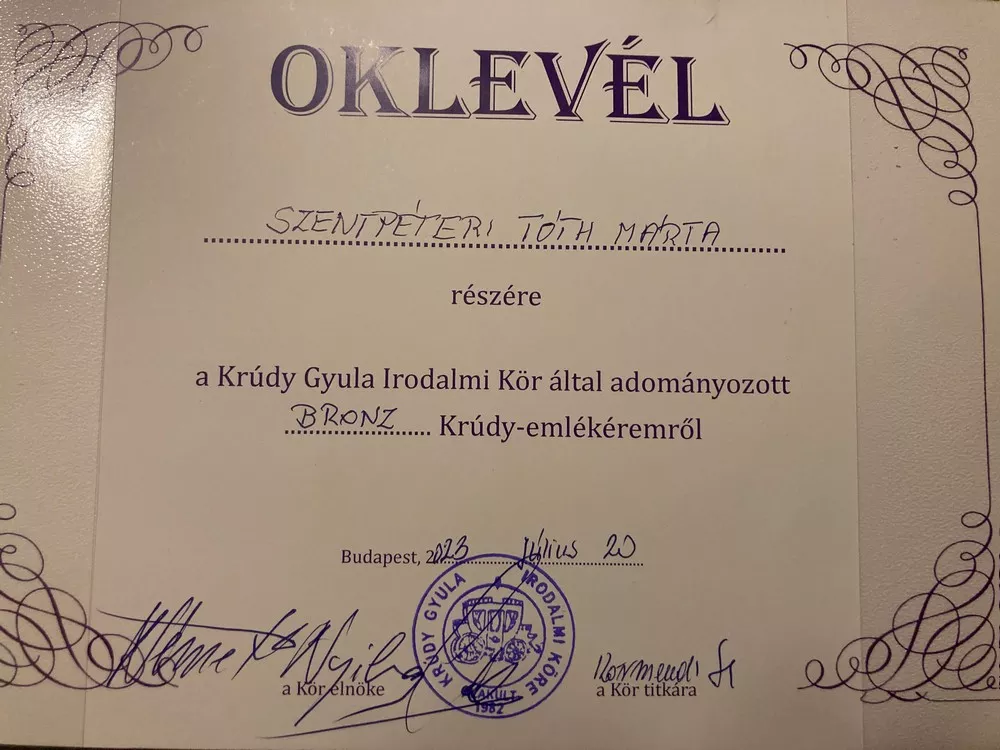 OKLEVÉL
SZENTPÉTERI TÓTH MÁRTA
részére
a Krúdy Gyula Irodalmi Kör által adományozott
BRONZ Krúdy-emlékéremről
Budapest, 2023 július 20
KRÚDY GYULA IRODALMI KÖRE
ALAKULT
1982
a Kör elnöke
a Kör titkára